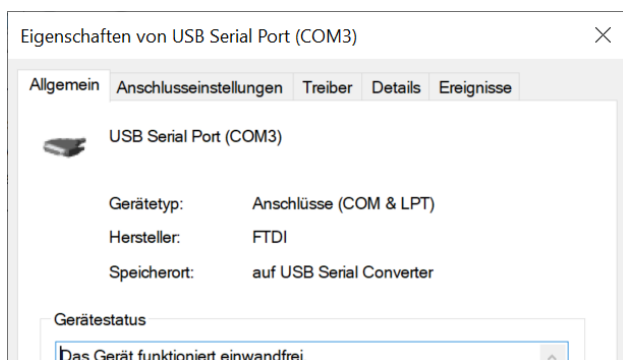 Eigenschaften von USB Serial Port (COM3)
Allgemein Anschlusseinstellungen Treiber Details Ereignisse
USB Serial Port (COM3)
Gerätetyp: Anschlüsse (COM & LPT)
Hersteller: FTDI
Speicherort: auf USB Serial Converter
Gerätestatus
Das Gerät funktioniert einwandfrei.